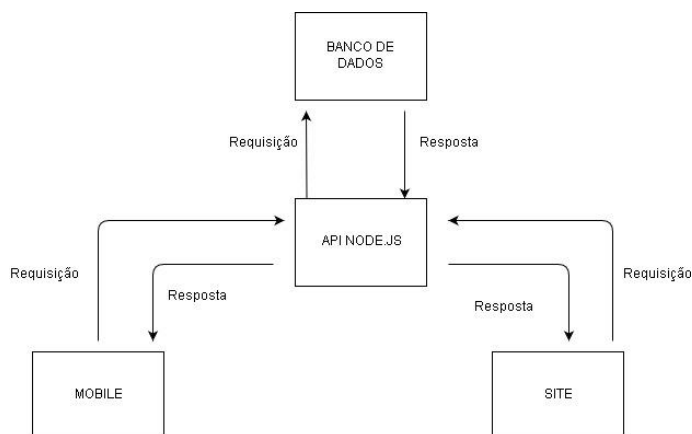 BANCO DE
DADOS
Requisição
Resposta
API NODE.JS
Requisição
Resposta
Resposta
Requisição
MOBILE
SITE